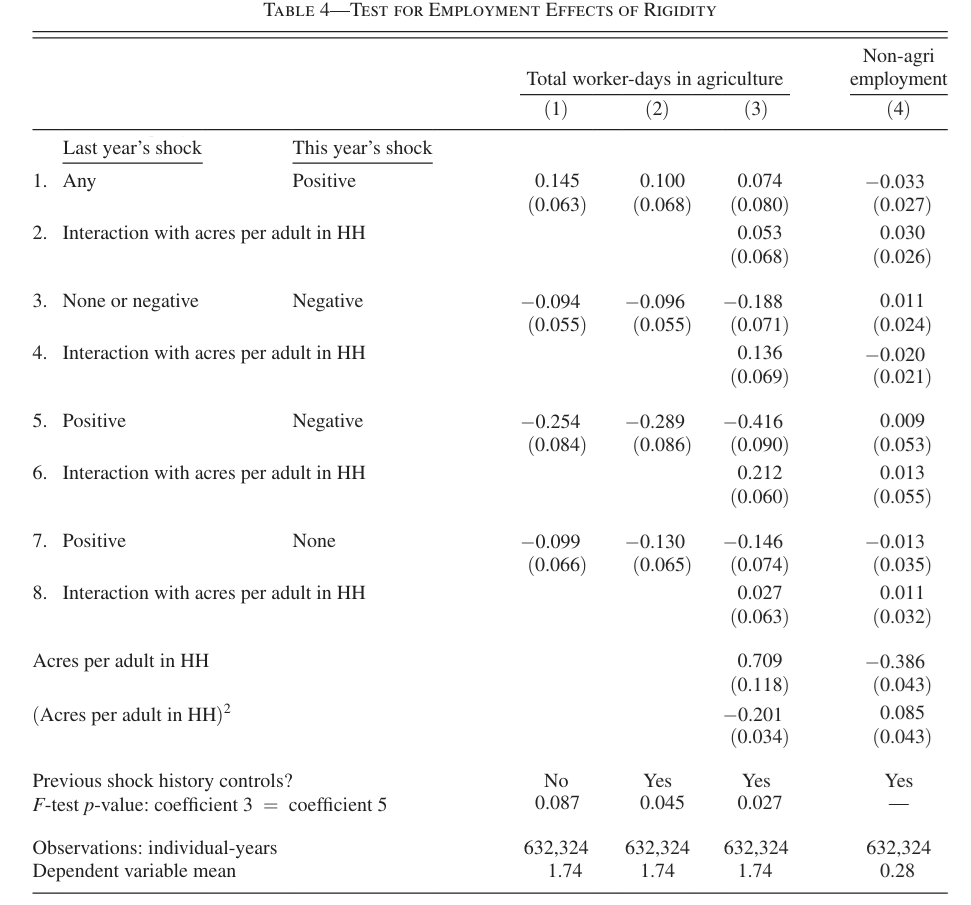 TABLE 4—TEST FOR EMPLOYMENT EFFECTS OF RIGIDITY
Total worker-days in agriculture Non-agri employment
(1) (2) (3) (4)
Last year's shock This year's shock
1. Any Positive 0.145 0.100 0.074 −0.033
(0.063) (0.068) (0.080) (0.027)
2. Interaction with acres per adult in HH 0.053 0.030
(0.068) (0.026)
3. None or negative Negative −0.094 −0.096 −0.188 0.011
(0.055) (0.055) (0.071) (0.024)
4. Interaction with acres per adult in HH 0.136 −0.020
(0.069) (0.021)
5. Positive Negative −0.254 −0.289 −0.416 0.009
(0.084) (0.086) (0.090) (0.053)
6. Interaction with acres per adult in HH 0.212 0.013
(0.060) (0.055)
7. Positive None −0.099 −0.130 −0.146 −0.013
(0.066) (0.065) (0.074) (0.035)
8. Interaction with acres per adult in HH 0.027 0.011
(0.063) (0.032)
Acres per adult in HH 0.709 −0.386
(0.118) (0.043)
(Acres per adult in HH)² −0.201 0.085
(0.034) (0.043)
Previous shock history controls? No Yes Yes Yes
F-test p-value: coefficient 3 = coefficient 5 0.087 0.045 0.027 —
Observations: individual-years 632,324 632,324 632,324 632,324
Dependent variable mean 1.74 1.74 1.74 0.28